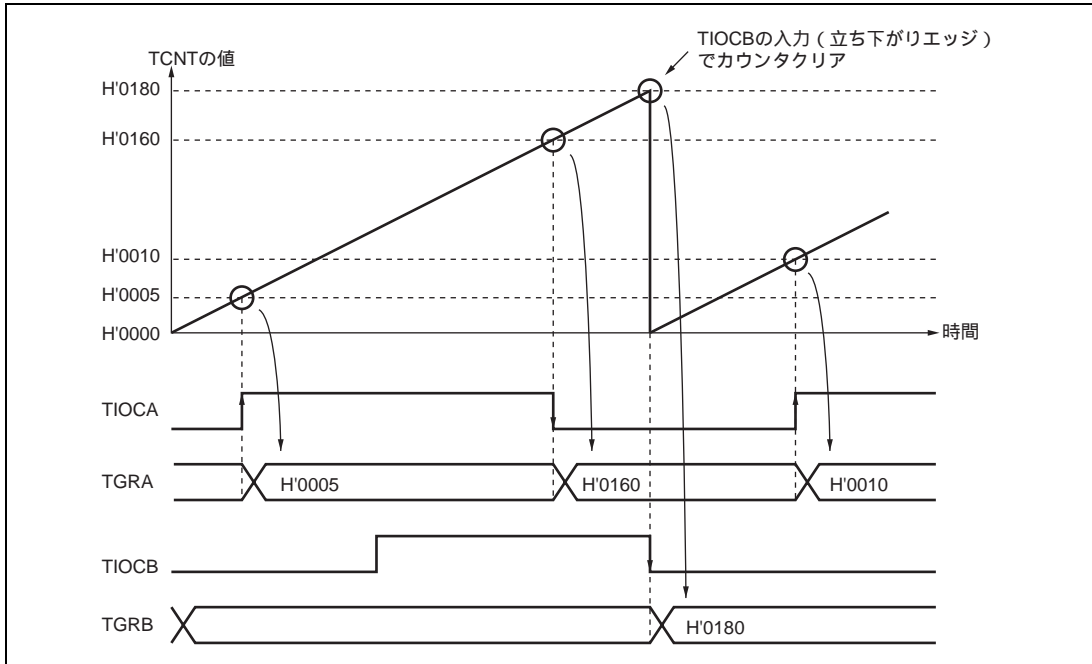 TIOCBの入力（立ち下がりエッジ）
でカウンタクリア
TCNTの値
H'0180
H'0160
H'0010
H'0005
H'0000
時間
TIOCA
TGRA
H'0005
H'0160
H'0010
TIOCB
TGRB
H'0180